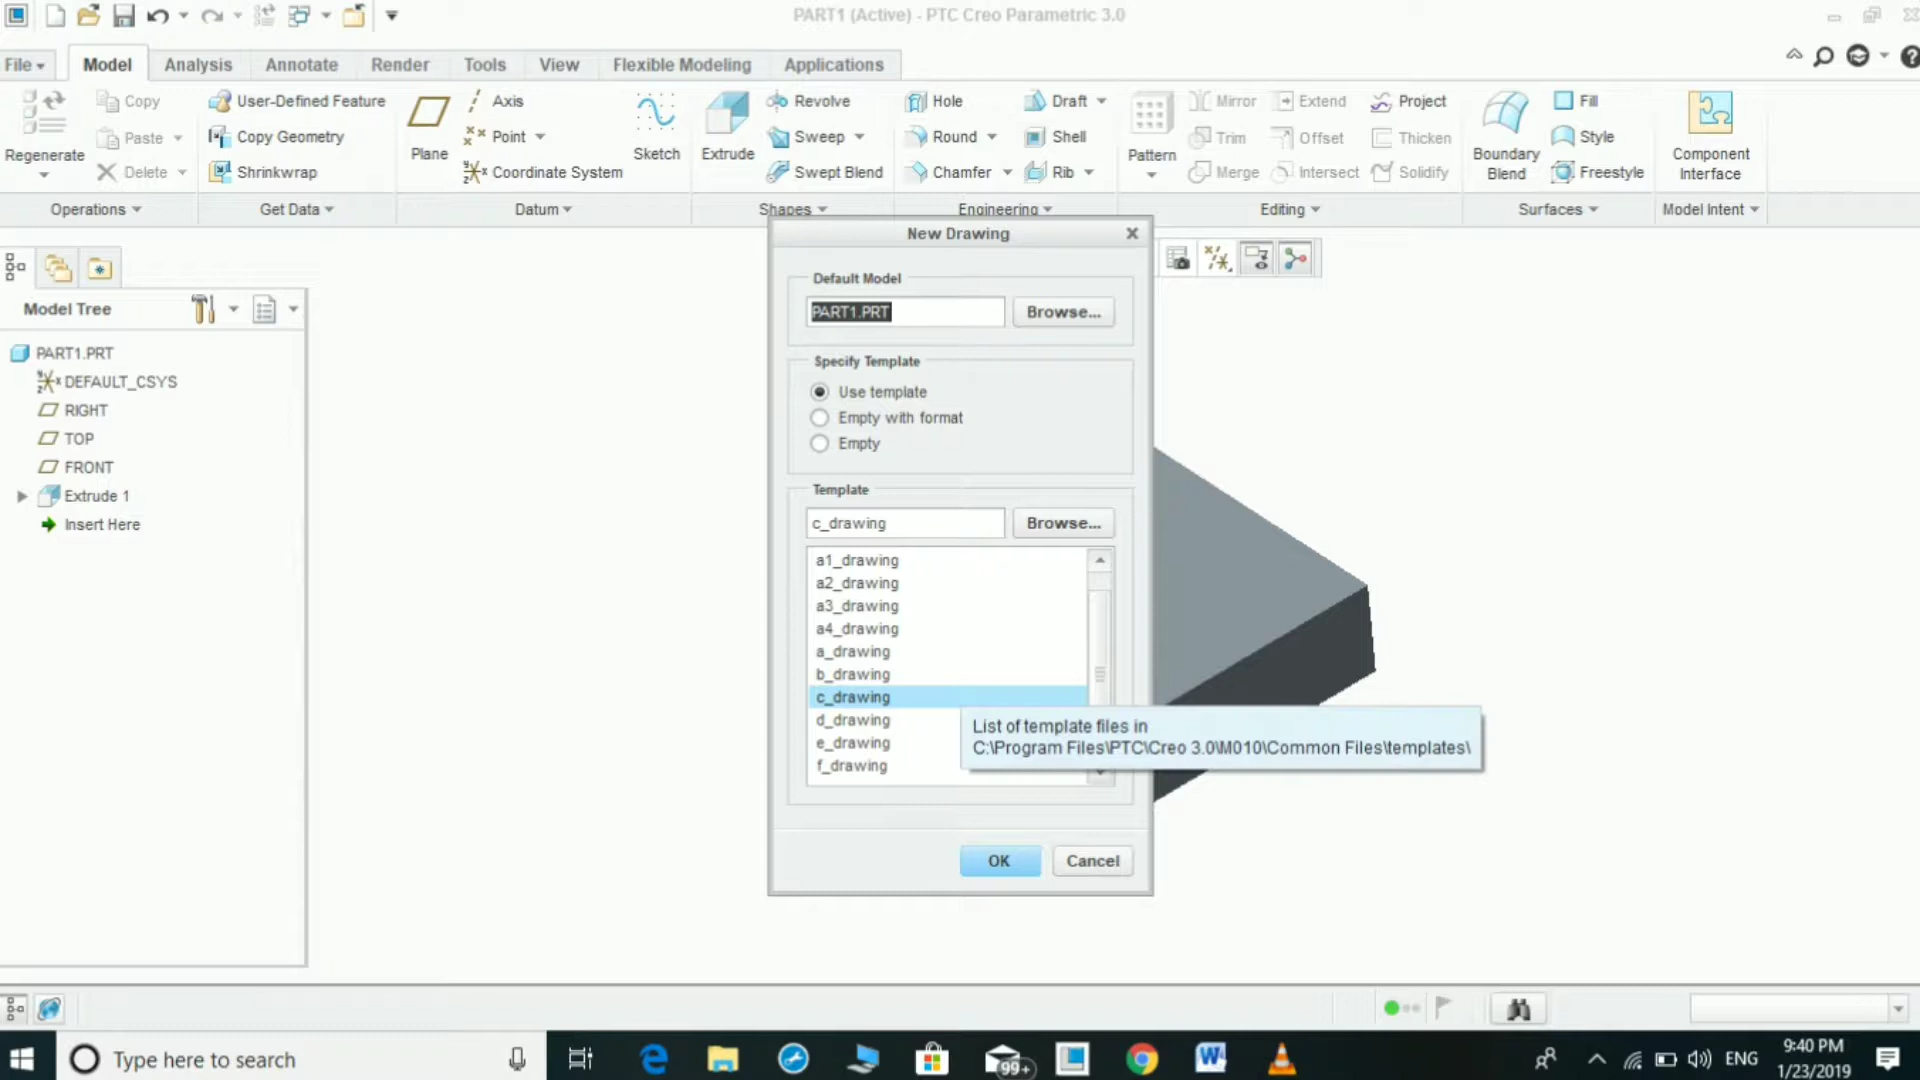 PART1 (Active) - PTC Creo Parametric 3.0
File Model Analysis Annotate Render Tools View Flexible Modeling Applications
Regenerate
Copy
Paste
Delete
Operations
User-Defined Feature
Copy Geometry
Shrinkwrap
Get Data
Plane
Axis
Point
Coordinate System
Sketch
Datum
Extrude
Revolve
Sweep
Swept Blend
Shapes
Hole
Round
Chamfer
Draft
Shell
Rib
Engineering
Pattern
Mirror
Trim
Merge
Extend
Offset
Intersect
Project
Thicken
Solidify
Editing
Boundary
Blend
Fill
Style
Freestyle
Surfaces
Component
Interface
Model Intent
Model Tree
PART1.PRT
DEFAULT_CSYS
RIGHT
TOP
FRONT
Extrude 1
Insert Here
New Drawing
Default Model
PART1.PRT Browse...
Specify Template
Use template
Empty with format
Empty
Template
c_drawing Browse...
a1_drawing
a2_drawing
a3_drawing
a4_drawing
a_drawing
b_drawing
c_drawing
d_drawing
e_drawing
f_drawing
List of template files in
C:\Program Files\PTC\Creo 3.0\M010\Common Files\templates\
OK Cancel
Type here to search
99+
ENG
9:40 PM
1/23/2019